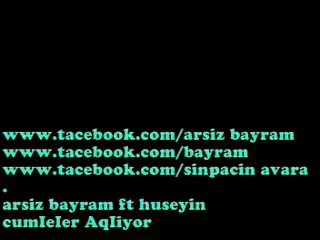 www.tacebook.com/arsiz bayram
www.tacebook.com/bayram
www.tacebook.com/sinpacin avara
.
arsiz bayram ft huseyin
cumIeIer AqIiyor